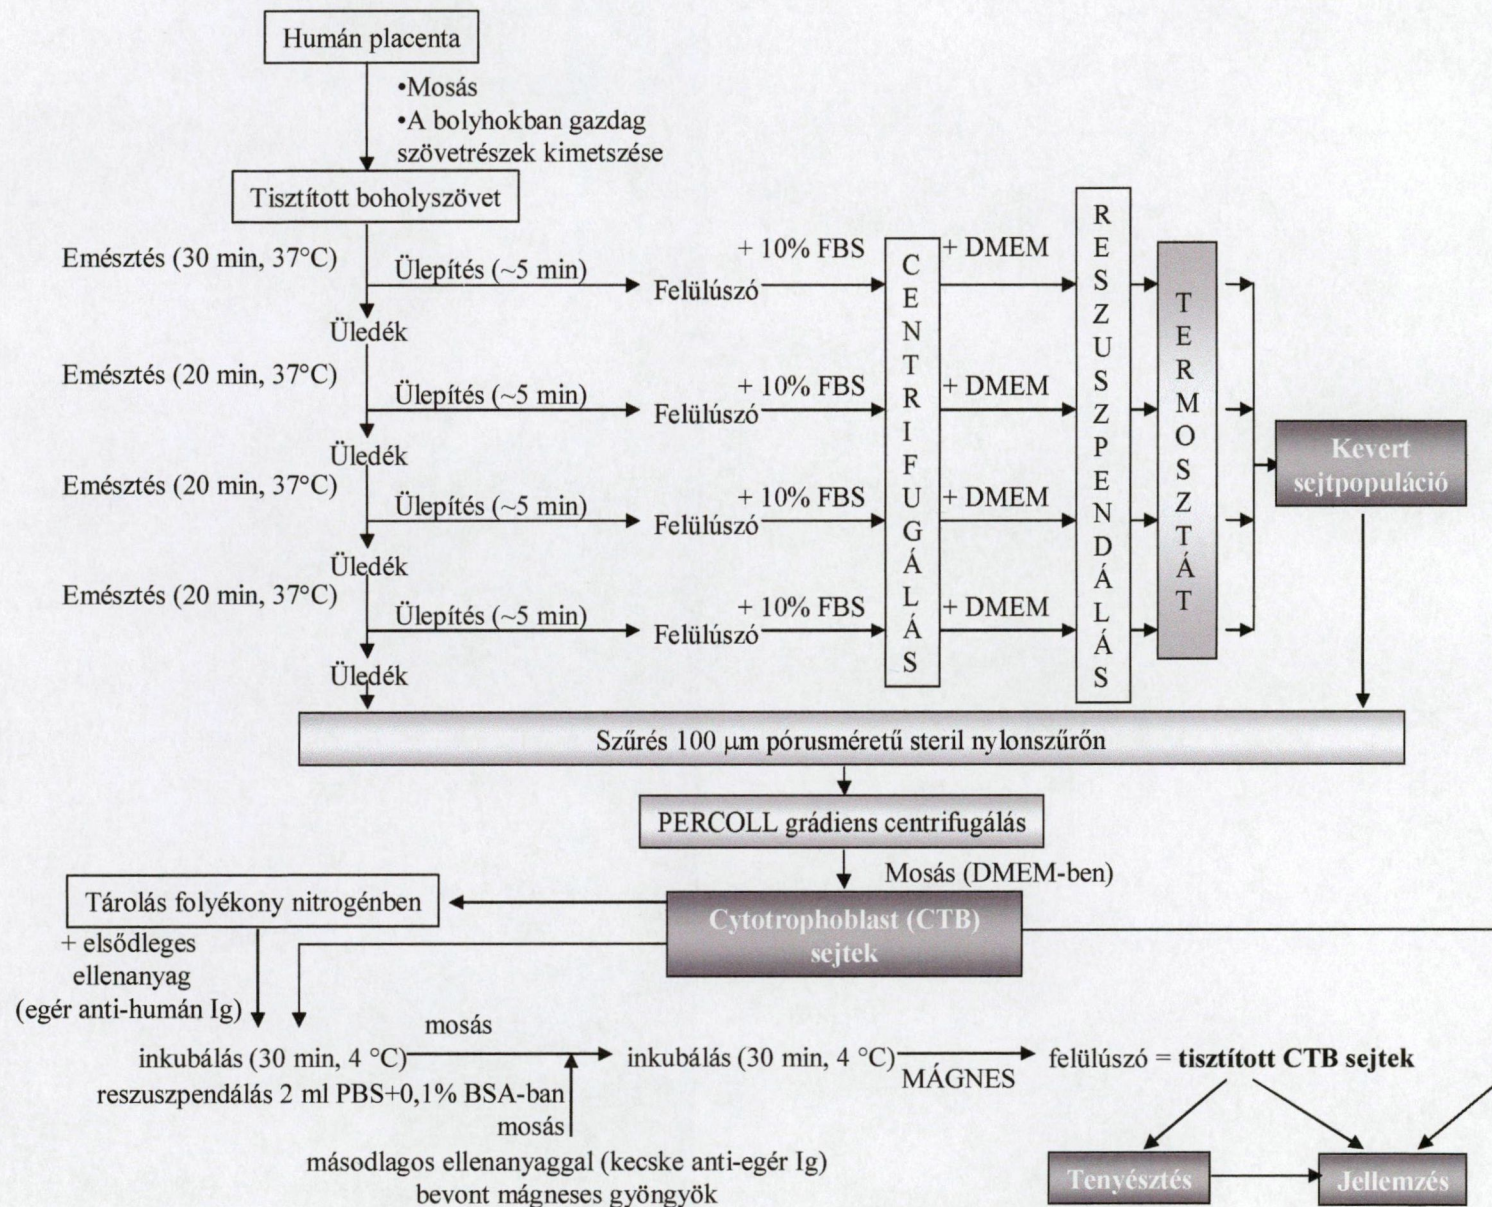 Humán placenta
•Mosás
•A bolyhokban gazdag
szövetrészek kimetszése
Tisztított boholyszövet
Emésztés (30 min, 37°C)
Ülepítés (~5 min)
Felülúszó
+ 10% FBS
+ DMEM
Üledék
Emésztés (20 min, 37°C)
Ülepítés (~5 min)
Felülúszó
+ 10% FBS
+ DMEM
Üledék
Emésztés (20 min, 37°C)
Ülepítés (~5 min)
Felülúszó
+ 10% FBS
+ DMEM
Üledék
Emésztés (20 min, 37°C)
Ülepítés (~5 min)
Felülúszó
+ 10% FBS
+ DMEM
Üledék
CENTRIFUGÁLÁS
RESZUSZPENDÁLÁS
TERMOSZTÁT
Kevert
sejtpopuláció
Szűrés 100 μm pórusméretű steril nylonszűrőn
PERCOLL grádiens centrifugálás
Mosás (DMEM-ben)
Tárolás folyékony nitrogénben
Cytotrophoblast (CTB)
sejtek
+ elsődleges
ellenanyag
(egér anti-humán Ig)
inkubálás (30 min, 4 °C)
mosás
inkubálás (30 min, 4 °C)
MÁGNES
felülúszó = tisztított CTB sejtek
reszuszpendálás 2 ml PBS+0,1% BSA-ban
mosás
másodlagos ellenanyaggal (kecske anti-egér Ig)
bevont mágneses gyöngyök
Tenyésztés
Jellemzés